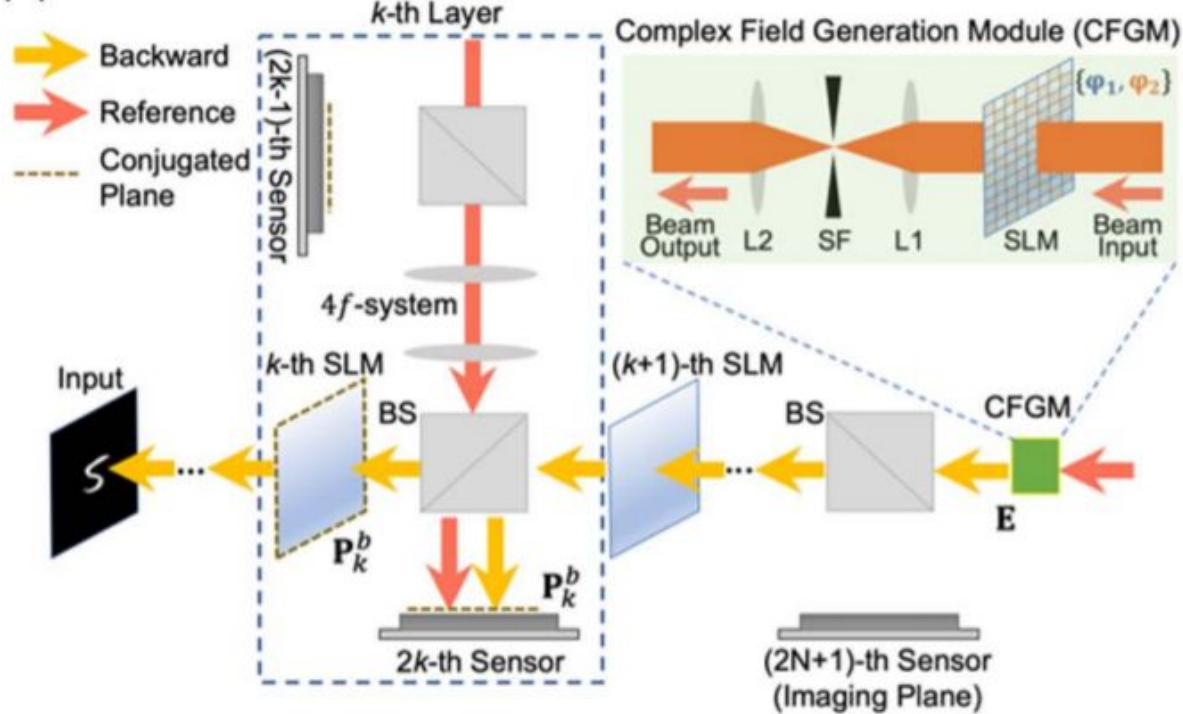 k-th Layer
Complex Field Generation Module (CFGM)
Backward
Reference
Conjugated
Plane
(2k-1)-th Sensor
{φ₁, φ₂}
Beam
Output
L2
SF
L1
SLM
Beam
Input
4f-system
Input
k-th SLM
BS
(k+1)-th SLM
BS
CFGM
S
E
P_k^b
P_k^b
2k-th Sensor
(2N+1)-th Sensor
(Imaging Plane)